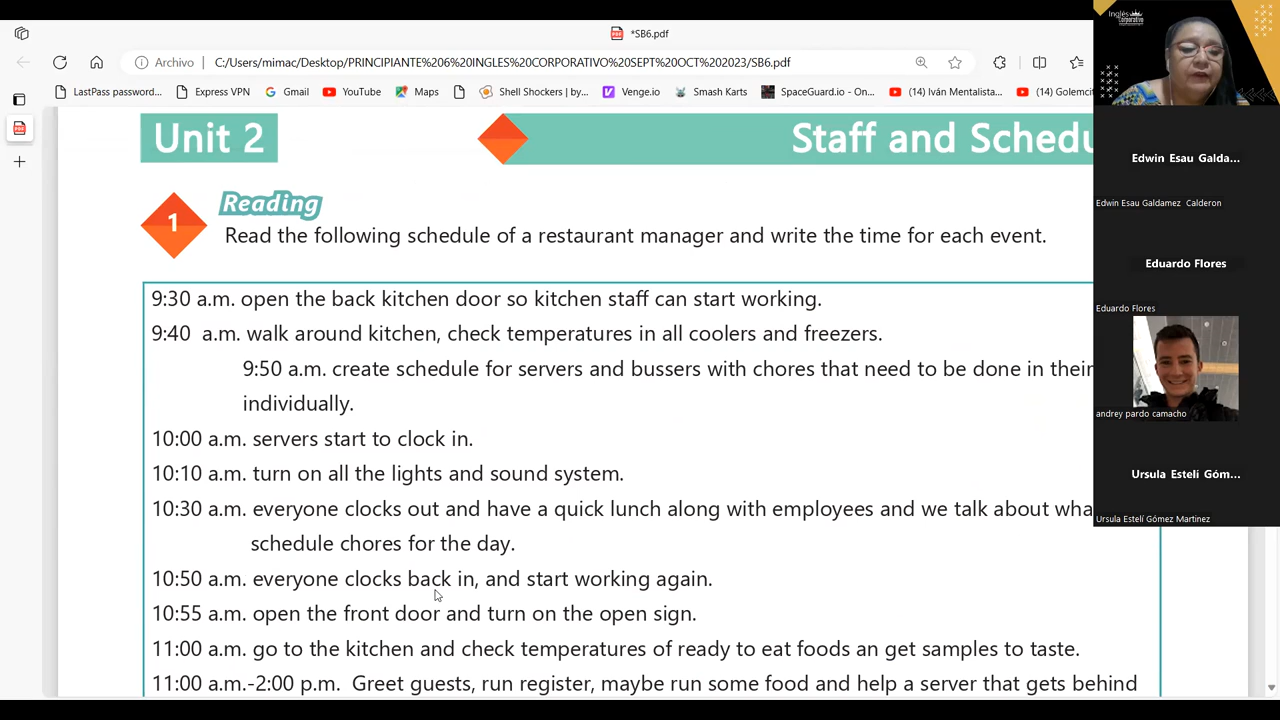 *SB6.pdf
Archivo
C:/Users/mimac/Desktop/PRINCIPIANTE%206%20INGLES%20CORPORATIVO%20SEPT%20OCT%202023/SB6.pdf
LastPass password...
Express VPN
Gmail
YouTube
Maps
Shell Shockers | by...
Venge.io
Smash Karts
SpaceGuard.io - On...
(14) Iván Mentalista...
(14) Golemcit
Unit 2
Staff and Schedu
1
Reading
Read the following schedule of a restaurant manager and write the time for each event.
9:30 a.m. open the back kitchen door so kitchen staff can start working.
9:40 a.m. walk around kitchen, check temperatures in all coolers and freezers.
9:50 a.m. create schedule for servers and bussers with chores that need to be done in their
individually.
10:00 a.m. servers start to clock in.
10:10 a.m. turn on all the lights and sound system.
10:30 a.m. everyone clocks out and have a quick lunch along with employees and we talk about wha
schedule chores for the day.
10:50 a.m. everyone clocks back in, and start working again.
10:55 a.m. open the front door and turn on the open sign.
11:00 a.m. go to the kitchen and check temperatures of ready to eat foods an get samples to taste.
11:00 a.m.-2:00 p.m. Greet guests, run register, maybe run some food and help a server that gets behind
Inglés
Corporativo
Edwin Esau Galda...
Edwin Esau Galdamez Calderon
Eduardo Flores
Eduardo Flores
andrey pardo camacho
Ursula Estelí Góm...
Ursula Estelí Gómez Martinez